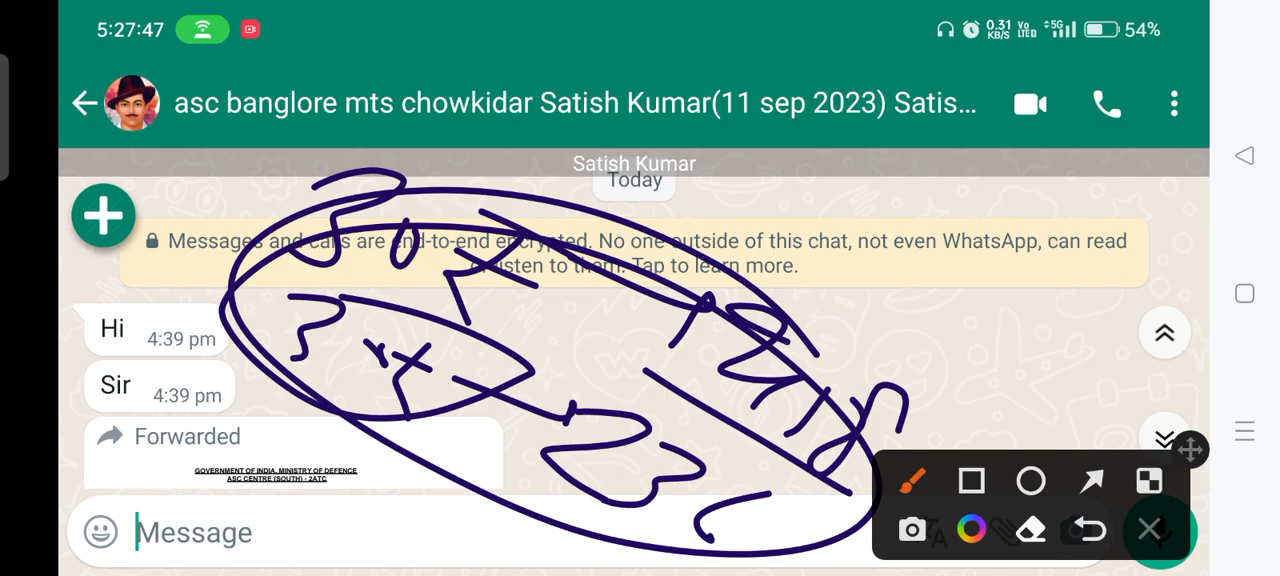 5:27:47 0.31 KB/S Vo LTED 5G 54%
asc banglore mts chowkidar Satish Kumar(11 sep 2023) Satis...
Satish Kumar
Today
Messages and calls are end-to-end encrypted. No one outside of this chat, not even WhatsApp, can read
or listen to them. Tap to learn more.
Hi 4:39 pm
Sir 4:39 pm
Forwarded
GOVERNMENT OF INDIA, MINISTRY OF DEFENCE
ASC CENTRE (SOUTH) - 2ATC
Message